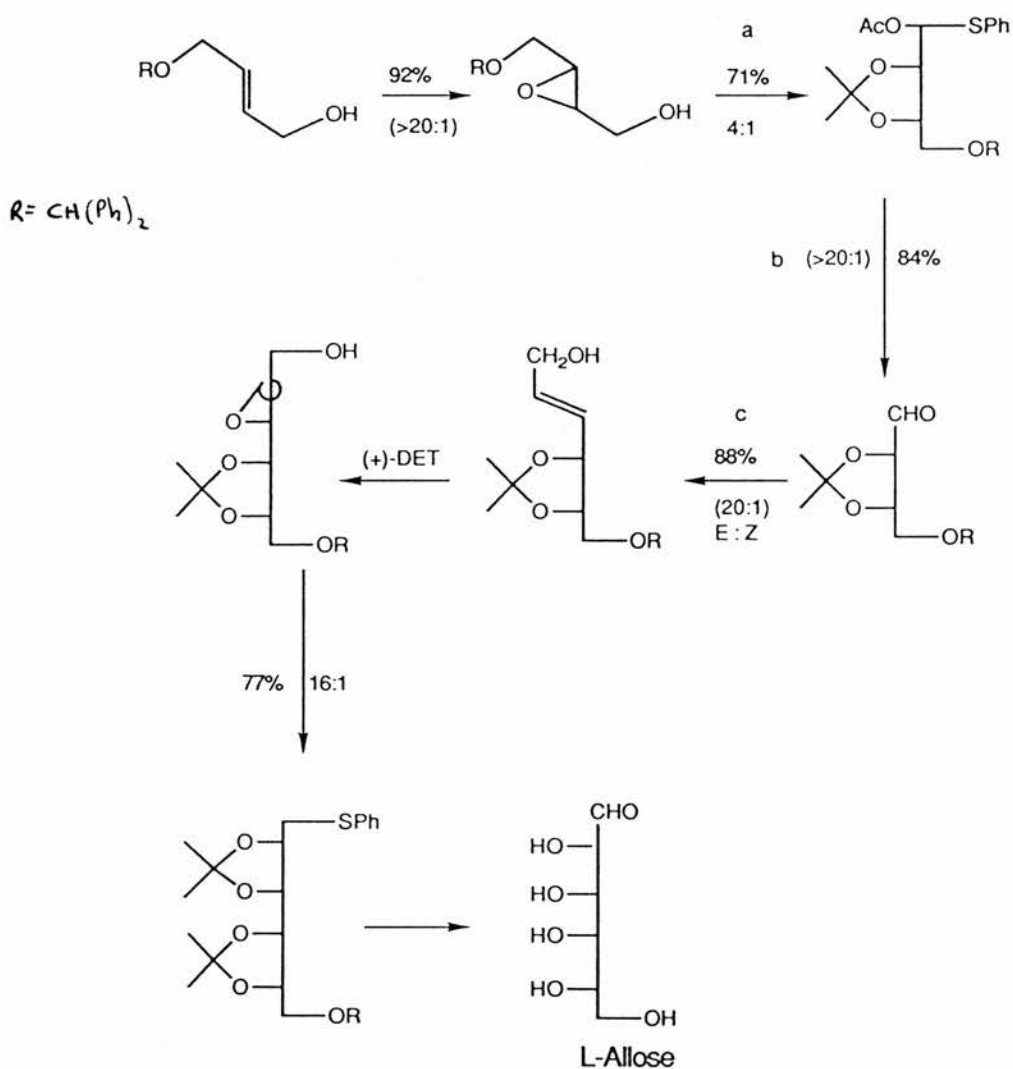 RO
OH
92%
(>20:1)
RO
O
OH
a
71%
4:1
AcO
SPh
O
O
OR
R= CH(Ph)₂
b (>20:1) 84%
OH
O
O
O
OR
(+)-DET
CH₂OH
O
O
OR
c
88%
(20:1)
E : Z
CHO
O
O
OR
77% 16:1
SPh
O
O
O
O
OR
CHO
HO
HO
HO
HO
OH
L-Allose